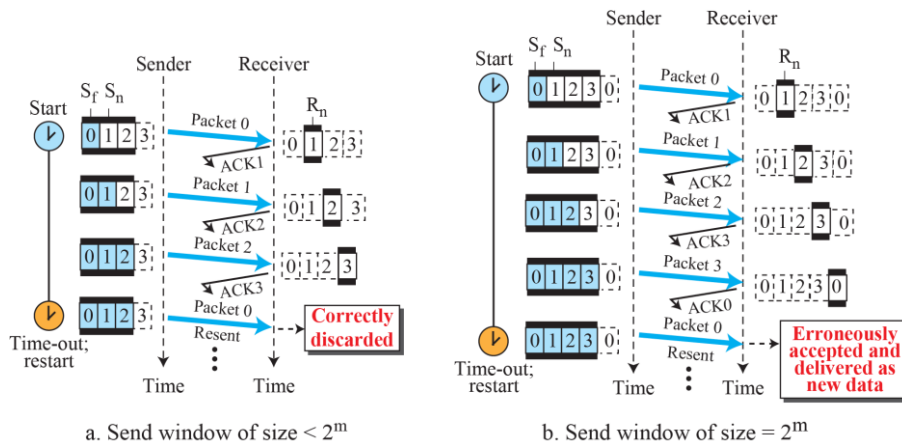 Sender Receiver
Start
Sf Sn
Rn
0 1 2 3
Packet 0
0 1 2 3
ACK1
0 1 2 3
Packet 1
0 1 2 3
ACK2
0 1 2 3
Packet 2
0 1 2 3
ACK3
0 1 2 3
Packet 0
Resent
Correctly
discarded
Time-out;
restart
Time Time
a. Send window of size < 2^m
Sender Receiver
Start
Sf Sn
Rn
0 1 2 3 0
Packet 0
0 1 2 3 0
ACK1
0 1 2 3 0
Packet 1
0 1 2 3 0
ACK2
0 1 2 3 0
Packet 2
0 1 2 3 0
ACK3
0 1 2 3 0
Packet 3
0 1 2 3 0
ACK0
0 1 2 3 0
Packet 0
Resent
Erroneously
accepted and
delivered as
new data
Time-out;
restart
Time Time
b. Send window of size = 2^m